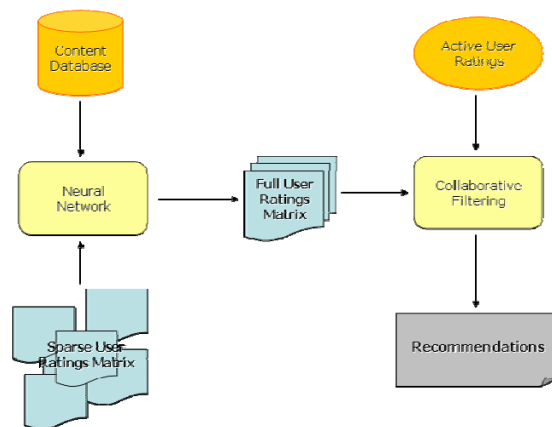 Content
Database
Active User
Ratings
Neural
Network
Full User
Ratings
Matrix
Collaborative
Filtering
Sparse User
Ratings Matrix
Recommendations